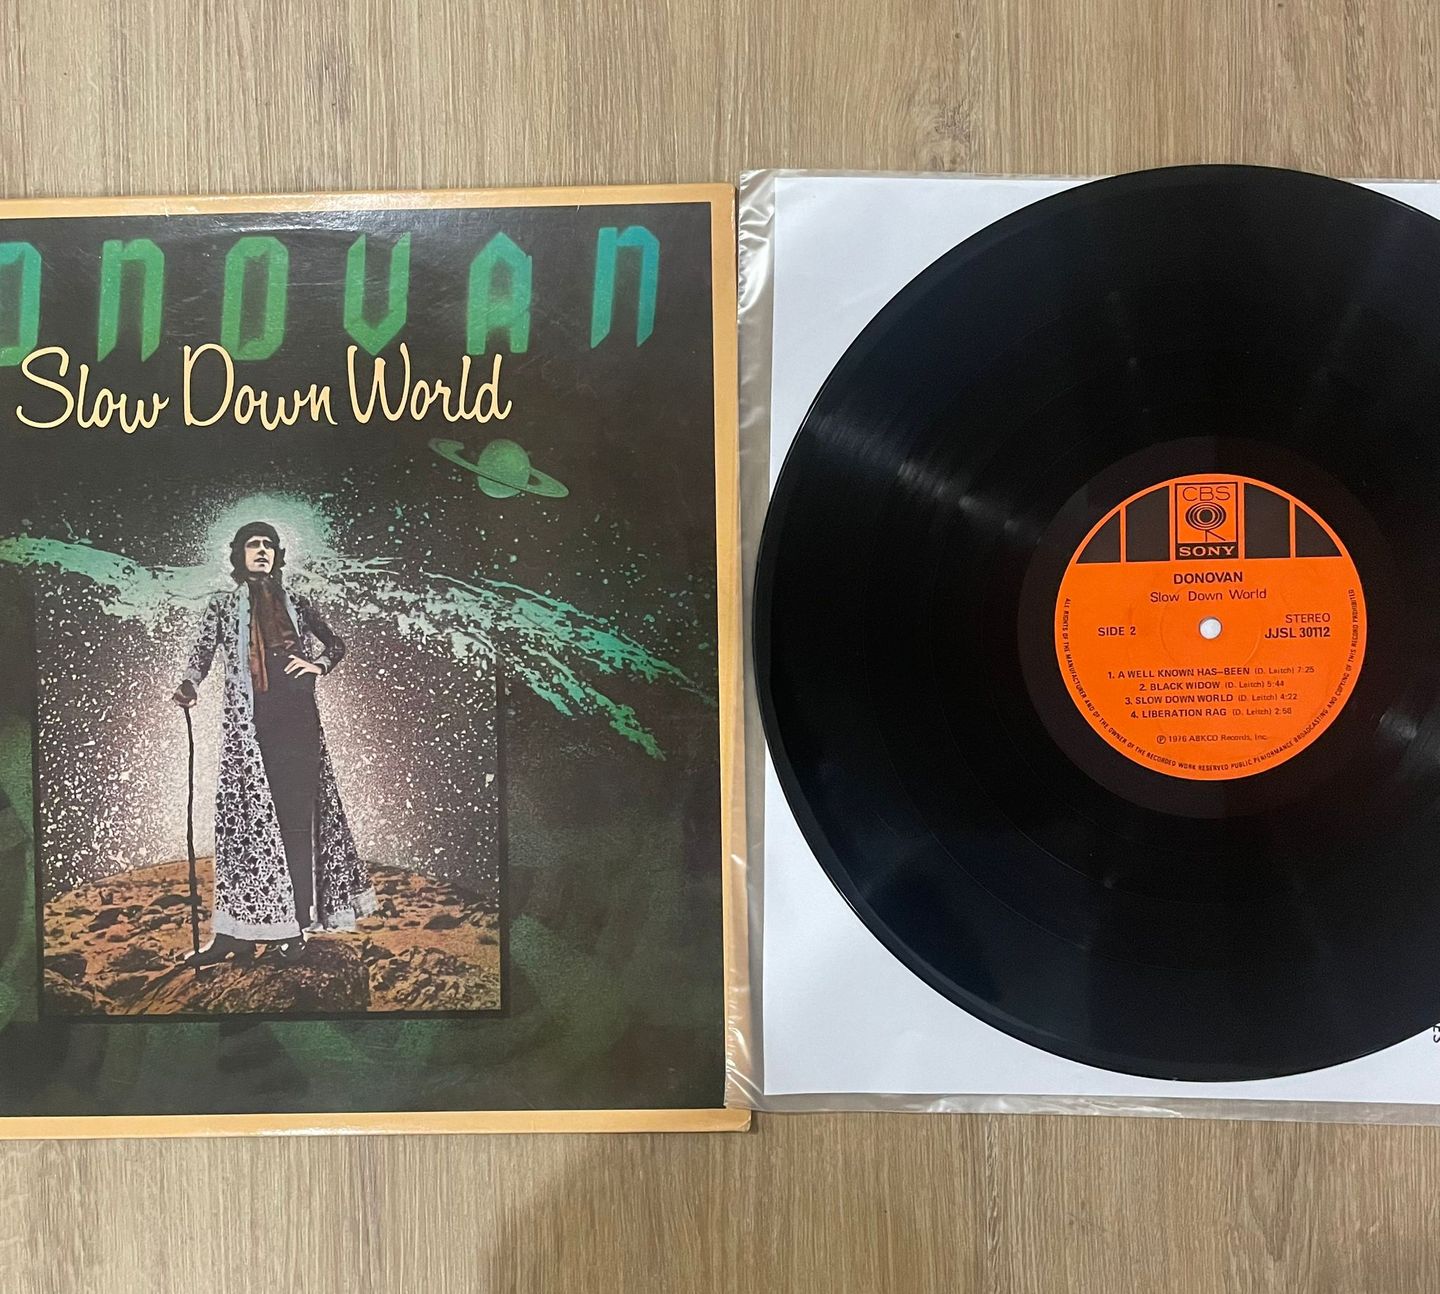 ONOVAN
Slow Down World
CBS
SONY
DONOVAN
Slow Down World
STEREO
SIDE 2
JJSL 30112
1. A WELL KNOWN HAS-BEEN (D. Leitch) 7:25
2. BLACK WIDOW (D. Leitch) 5:44
3. SLOW DOWN WORLD (D. Leitch) 4:22
4. LIBERATION RAG (D. Leitch) 2:58
℗ 1976 ABKCO Records, Inc.
ALL RIGHTS OF THE MANUFACTURER AND OF THE OWNER OF THE RECORDED WORK RESERVED PUBLIC PERFORMANCE BROADCASTING AND COPYING OF THIS RECORD PROHIBITED